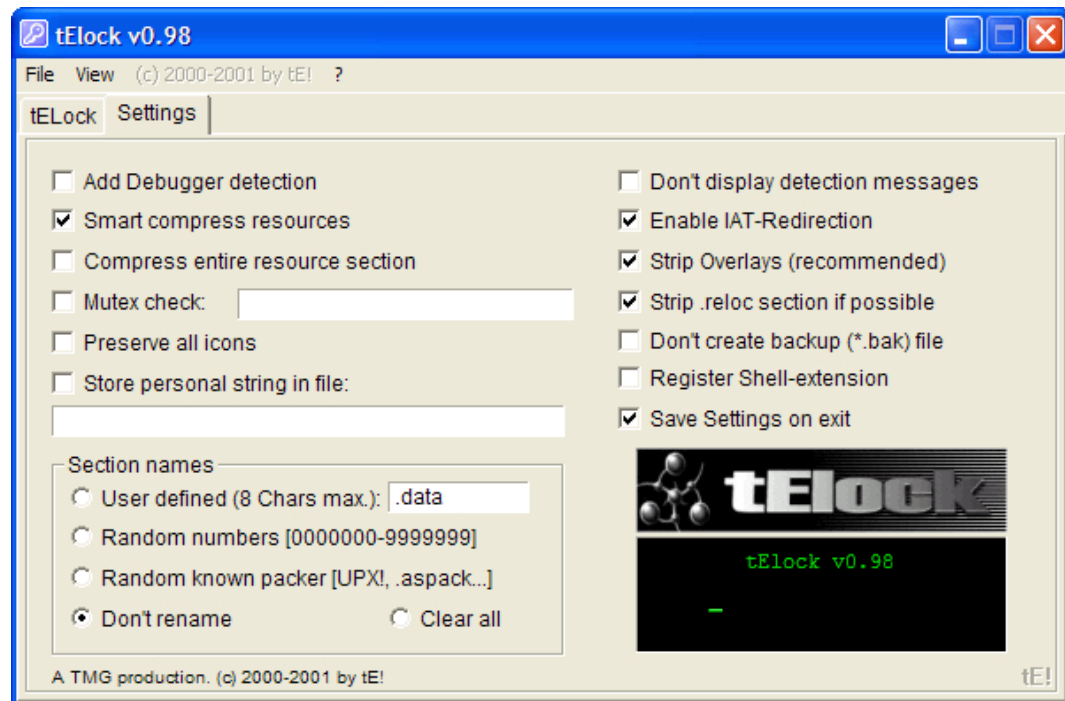 tElock v0.98
File View (c) 2000-2001 by tE! ?
tELock Settings
Add Debugger detection
Smart compress resources
Compress entire resource section
Mutex check:
Preserve all icons
Store personal string in file:
Section names
User defined (8 Chars max.): .data
Random numbers [0000000-9999999]
Random known packer [UPX!, .aspack...]
Don't rename Clear all
Don't display detection messages
Enable IAT-Redirection
Strip Overlays (recommended)
Strip .reloc section if possible
Don't create backup (*.bak) file
Register Shell-extension
Save Settings on exit
tElock
tElock v0.98
A TMG production. (c) 2000-2001 by tE!
tE!